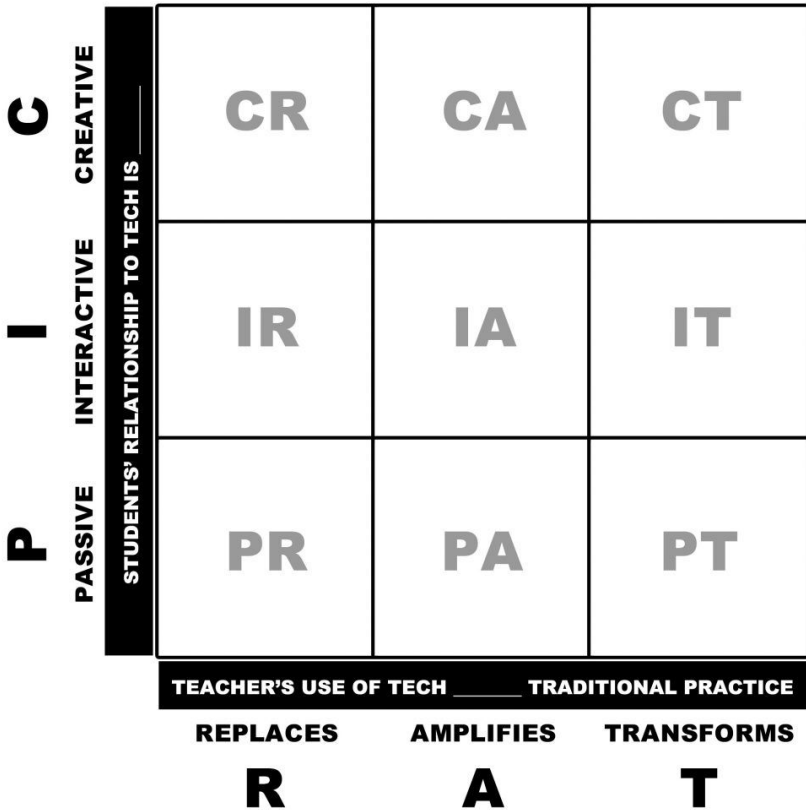 C
CREATIVE
I
INTERACTIVE
P
PASSIVE
STUDENTS’ RELATIONSHIP TO TECH IS ______
CR CA CT
IR IA IT
PR PA PT
TEACHER’S USE OF TECH ______ TRADITIONAL PRACTICE
REPLACES AMPLIFIES TRANSFORMS
R A T